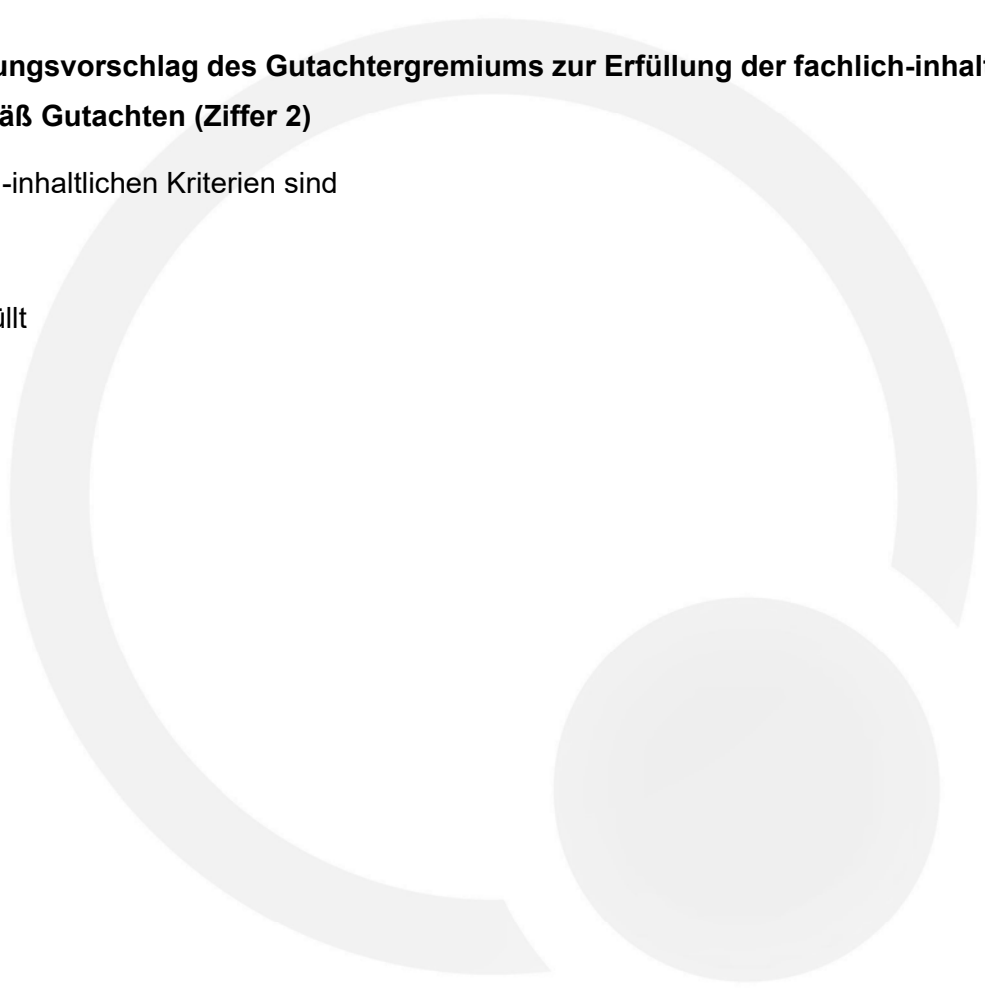 ungsvorschlag des Gutachtergremiums zur Erfüllung der fachlich-inhal
äß Gutachten (Ziffer 2)
-inhaltlichen Kriterien sind
üllt